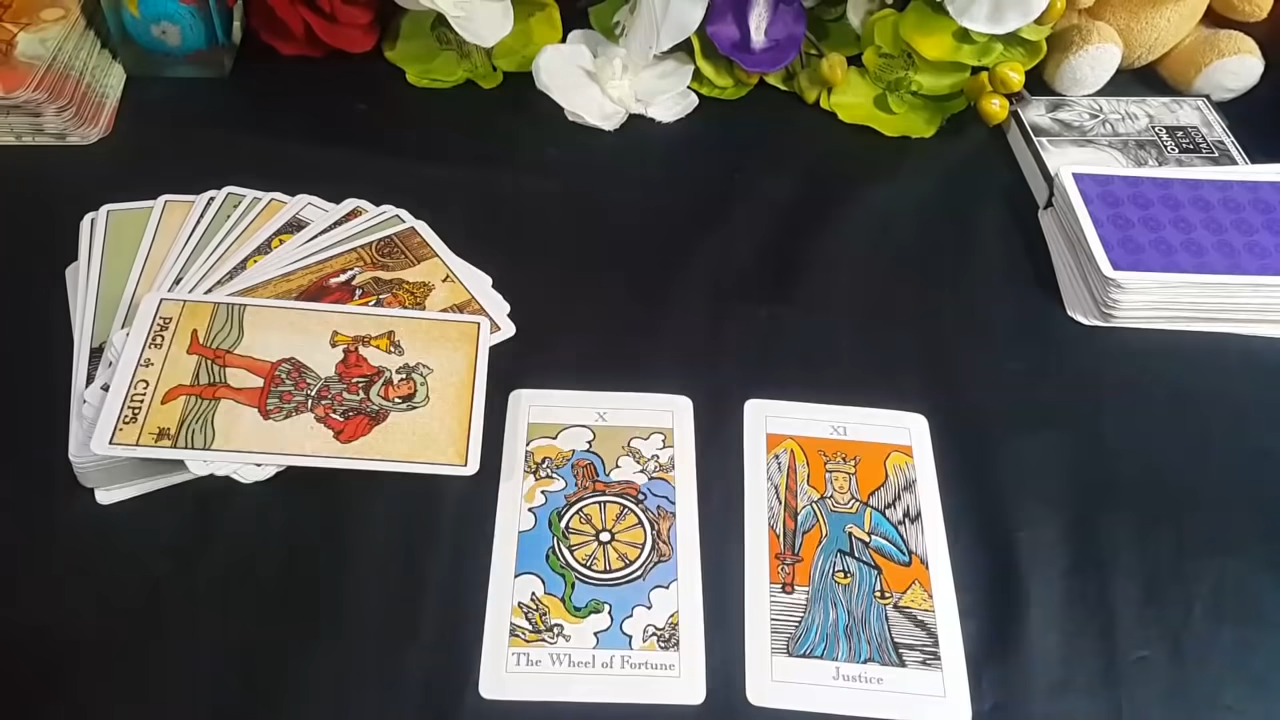 OSHO
ZEN
TAROT
PAGE of CUPS.
V
X
The Wheel of Fortune
XI
Justice